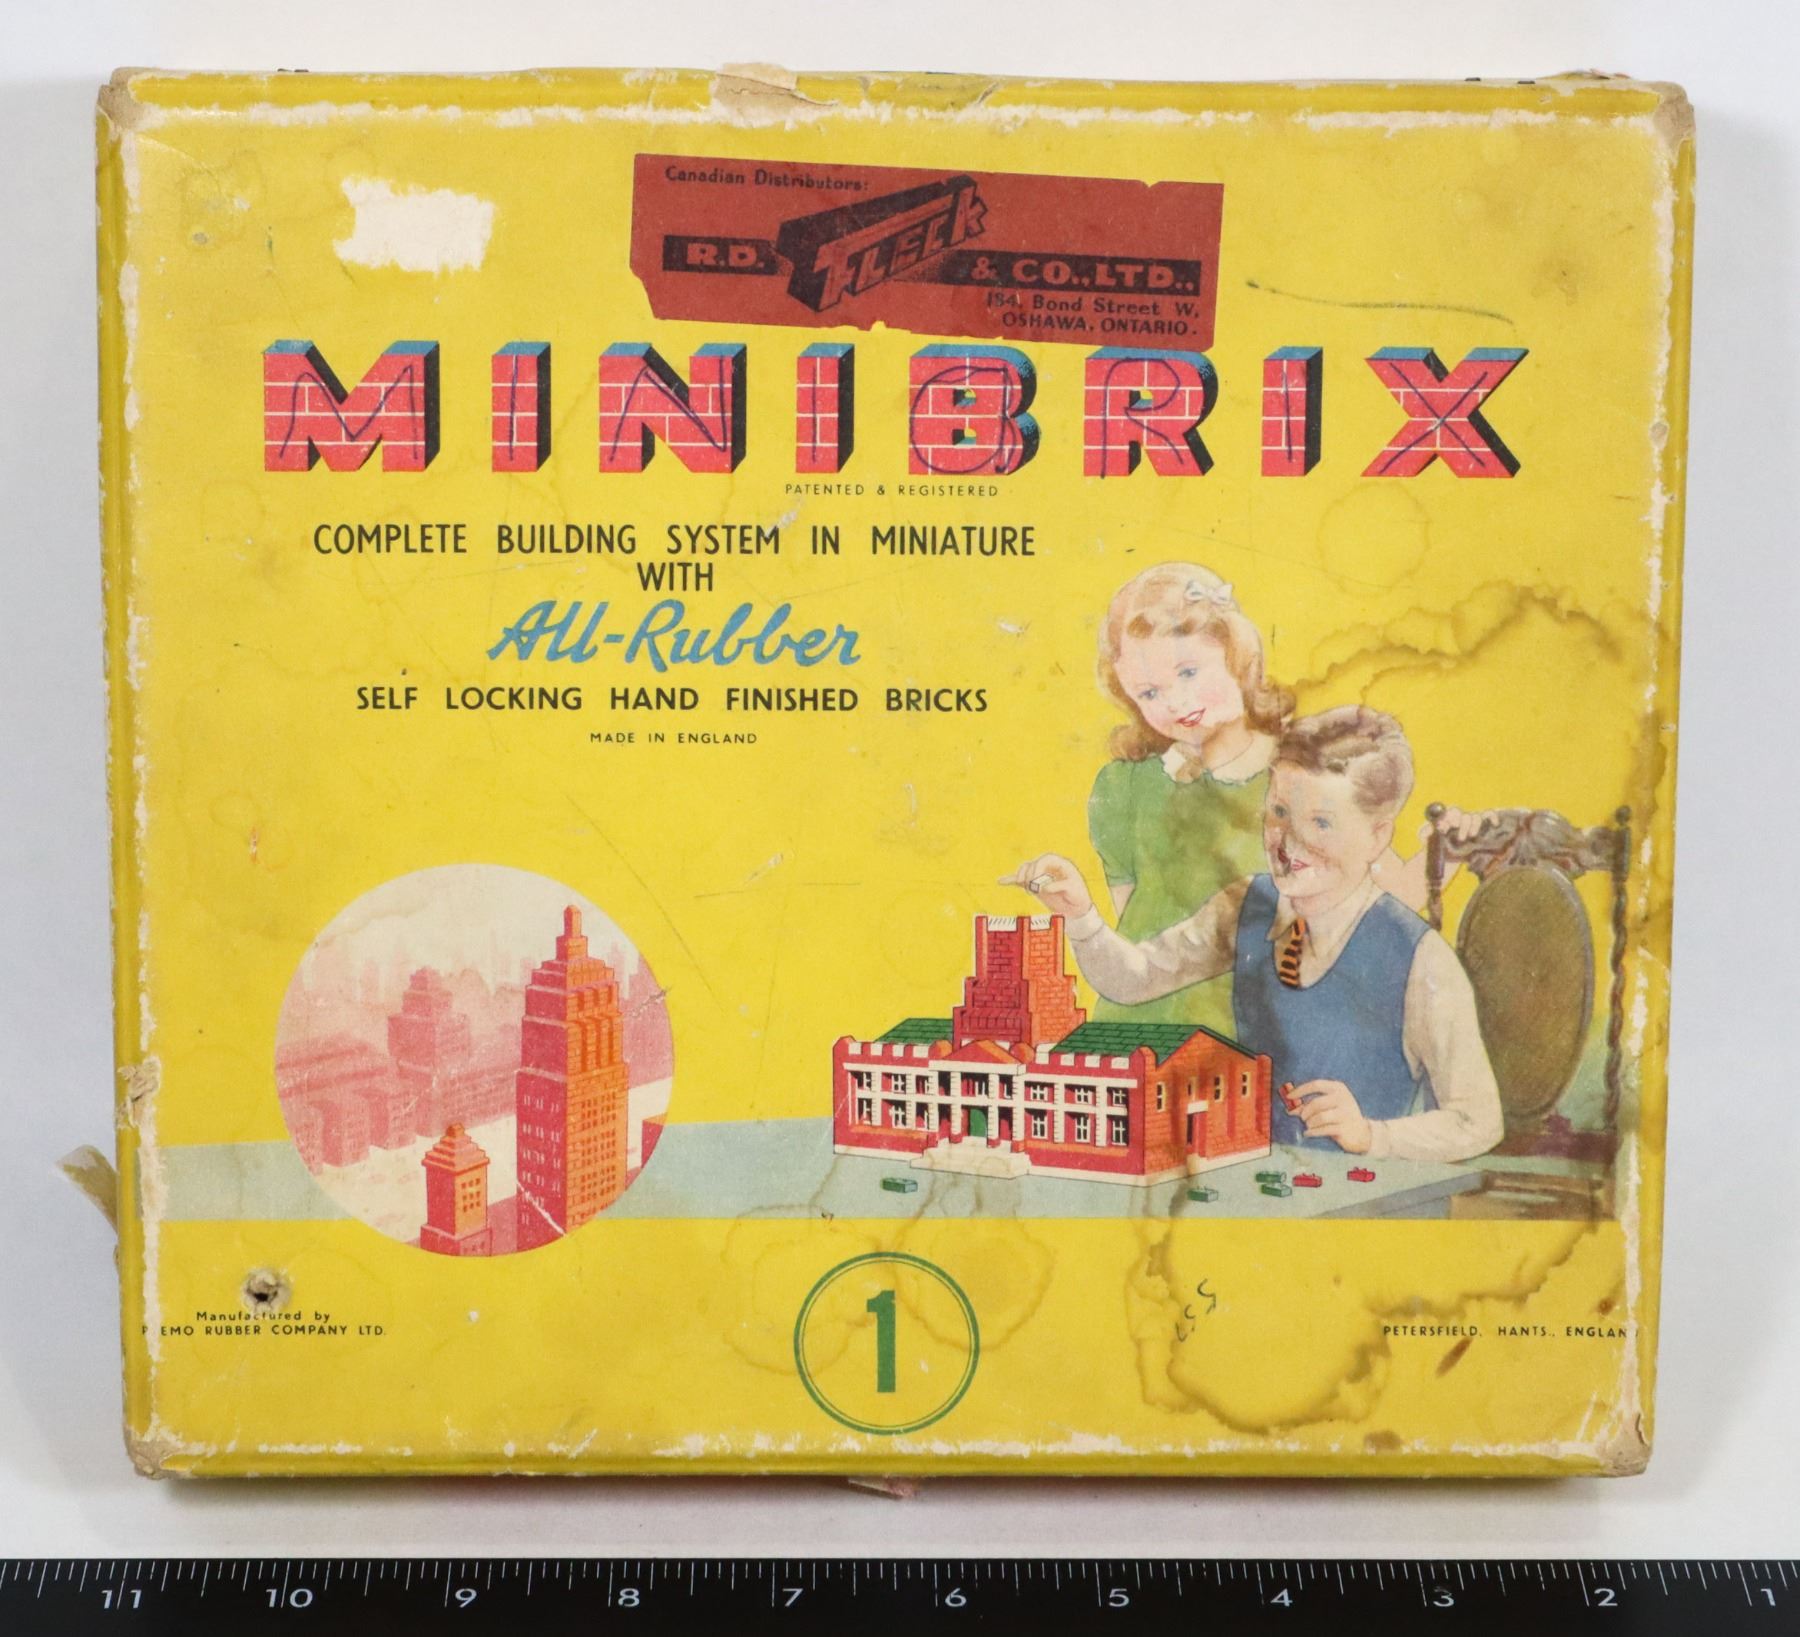 Canadian Distributors:
R.D. FLECK & CO., LTD.,
184, Bond Street W,
OSHAWA, ONTARIO.
MINIBRIX
PATENTED & REGISTERED
COMPLETE BUILDING SYSTEM IN MINIATURE
WITH
All-Rubber
SELF LOCKING HAND FINISHED BRICKS
MADE IN ENGLAND
Manufactured by
RUBBER COMPANY LTD.
PETERSFIELD, HANTS., ENGLAND
1
11 10 9 8 7 6 5 4 3 2 1